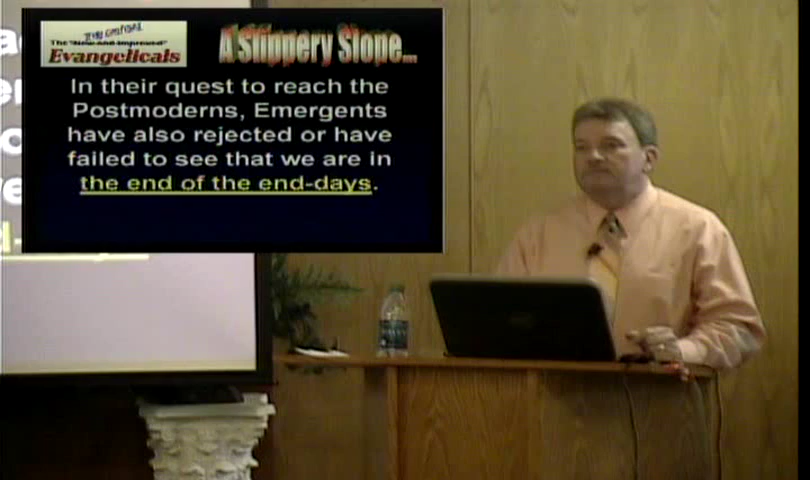 The "New-and-Improved"
Evangelicals
A Slippery Slope...
In their quest to reach the
Postmoderns, Emergents
have also rejected or have
failed to see that we are in
the end of the end-days.